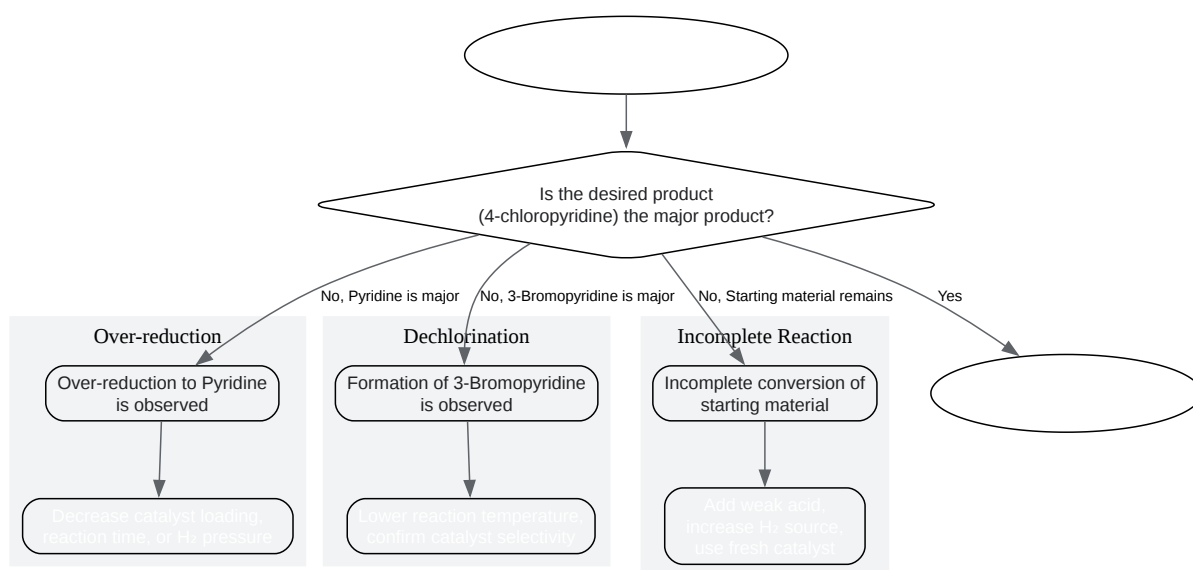 Is the desired product
(4-chloropyridine) the major product?
No, Pyridine is major
No, 3-Bromopyridine is major
No, Starting material remains
Yes
Over-reduction
Dechlorination
Incomplete Reaction
Over-reduction to Pyridine
is observed
Formation of 3-Bromopyridine
is observed
Incomplete conversion of
starting material
Decrease catalyst loading,
reaction time, or H₂ pressure
Lower reaction temperature,
confirm catalyst selectivity
Add weak acid,
increase H₂ source,
use fresh catalyst